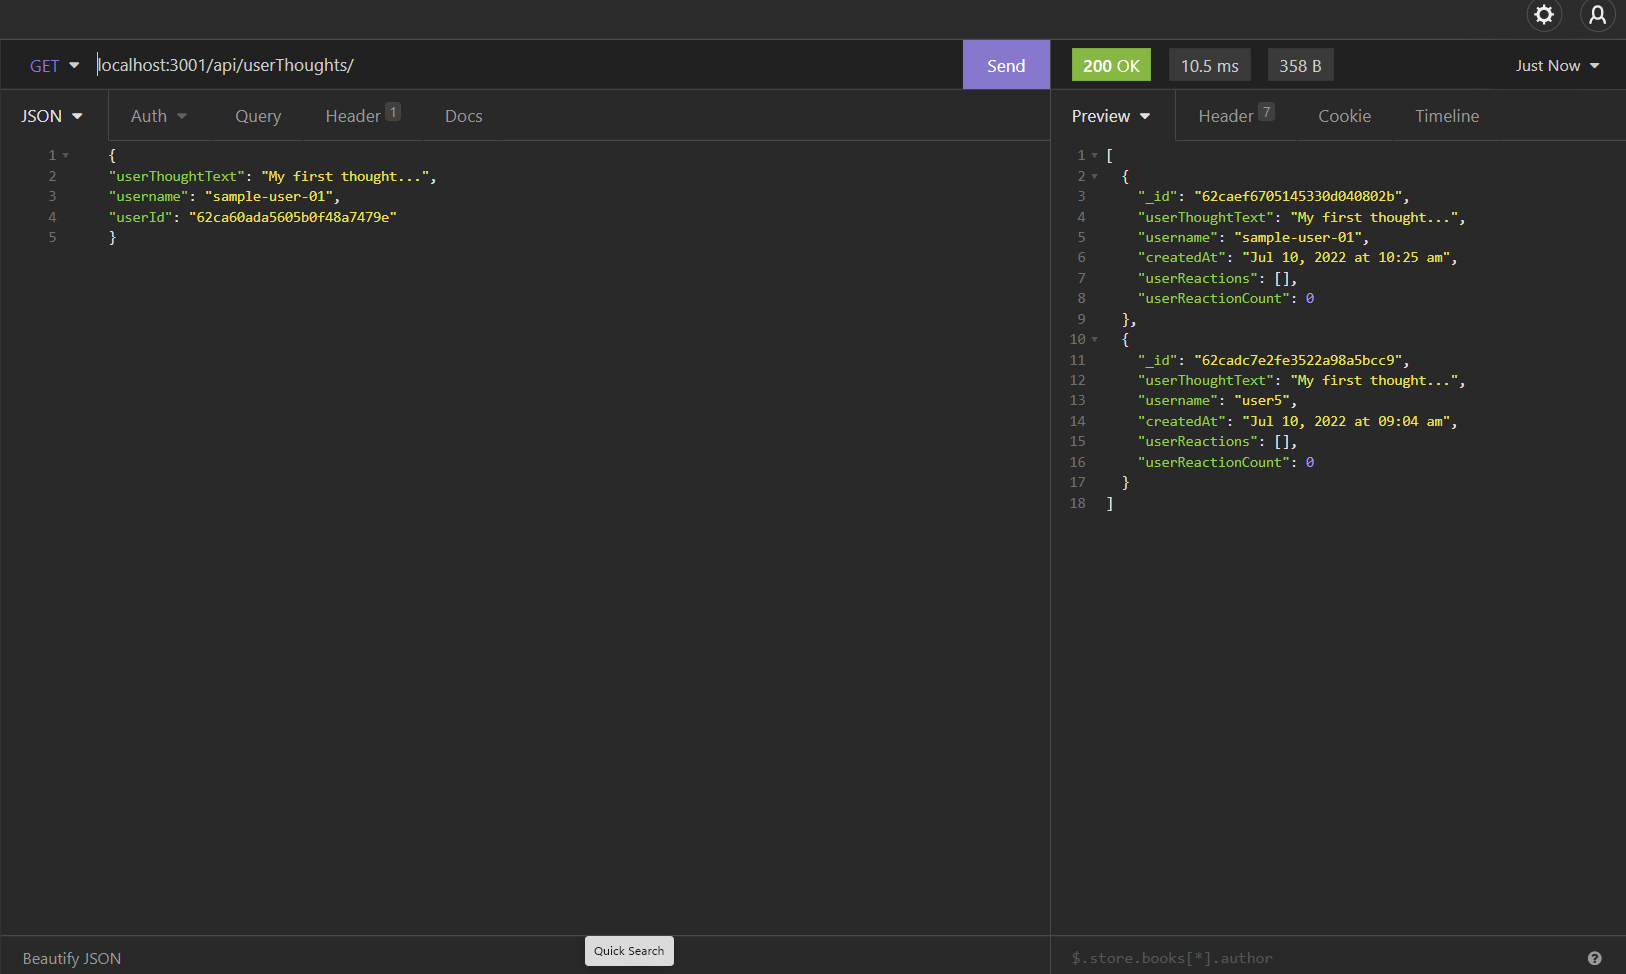 GET localhost:3001/api/userThoughts/ Send 200 OK 10.5 ms 358 B Just Now
JSON Auth Query Header 1 Docs Preview Header 7 Cookie Timeline
1 {
2 "userThoughtText": "My first thought...",
3 "username": "sample-user-01",
4 "userId": "62ca60ada5605b0f48a7479e"
5 }
1 [
2 {
3 "_id": "62caef6705145330d040802b",
4 "userThoughtText": "My first thought...",
5 "username": "sample-user-01",
6 "createdAt": "Jul 10, 2022 at 10:25 am",
7 "userReactions": [],
8 "userReactionCount": 0
9 },
10 {
11 "_id": "62cadc7e2fe3522a98a5bcc9",
12 "userThoughtText": "My first thought...",
13 "username": "user5",
14 "createdAt": "Jul 10, 2022 at 09:04 am",
15 "userReactions": [],
16 "userReactionCount": 0
17 }
18 ]
Beautify JSON Quick Search $.store.books[*].author ?